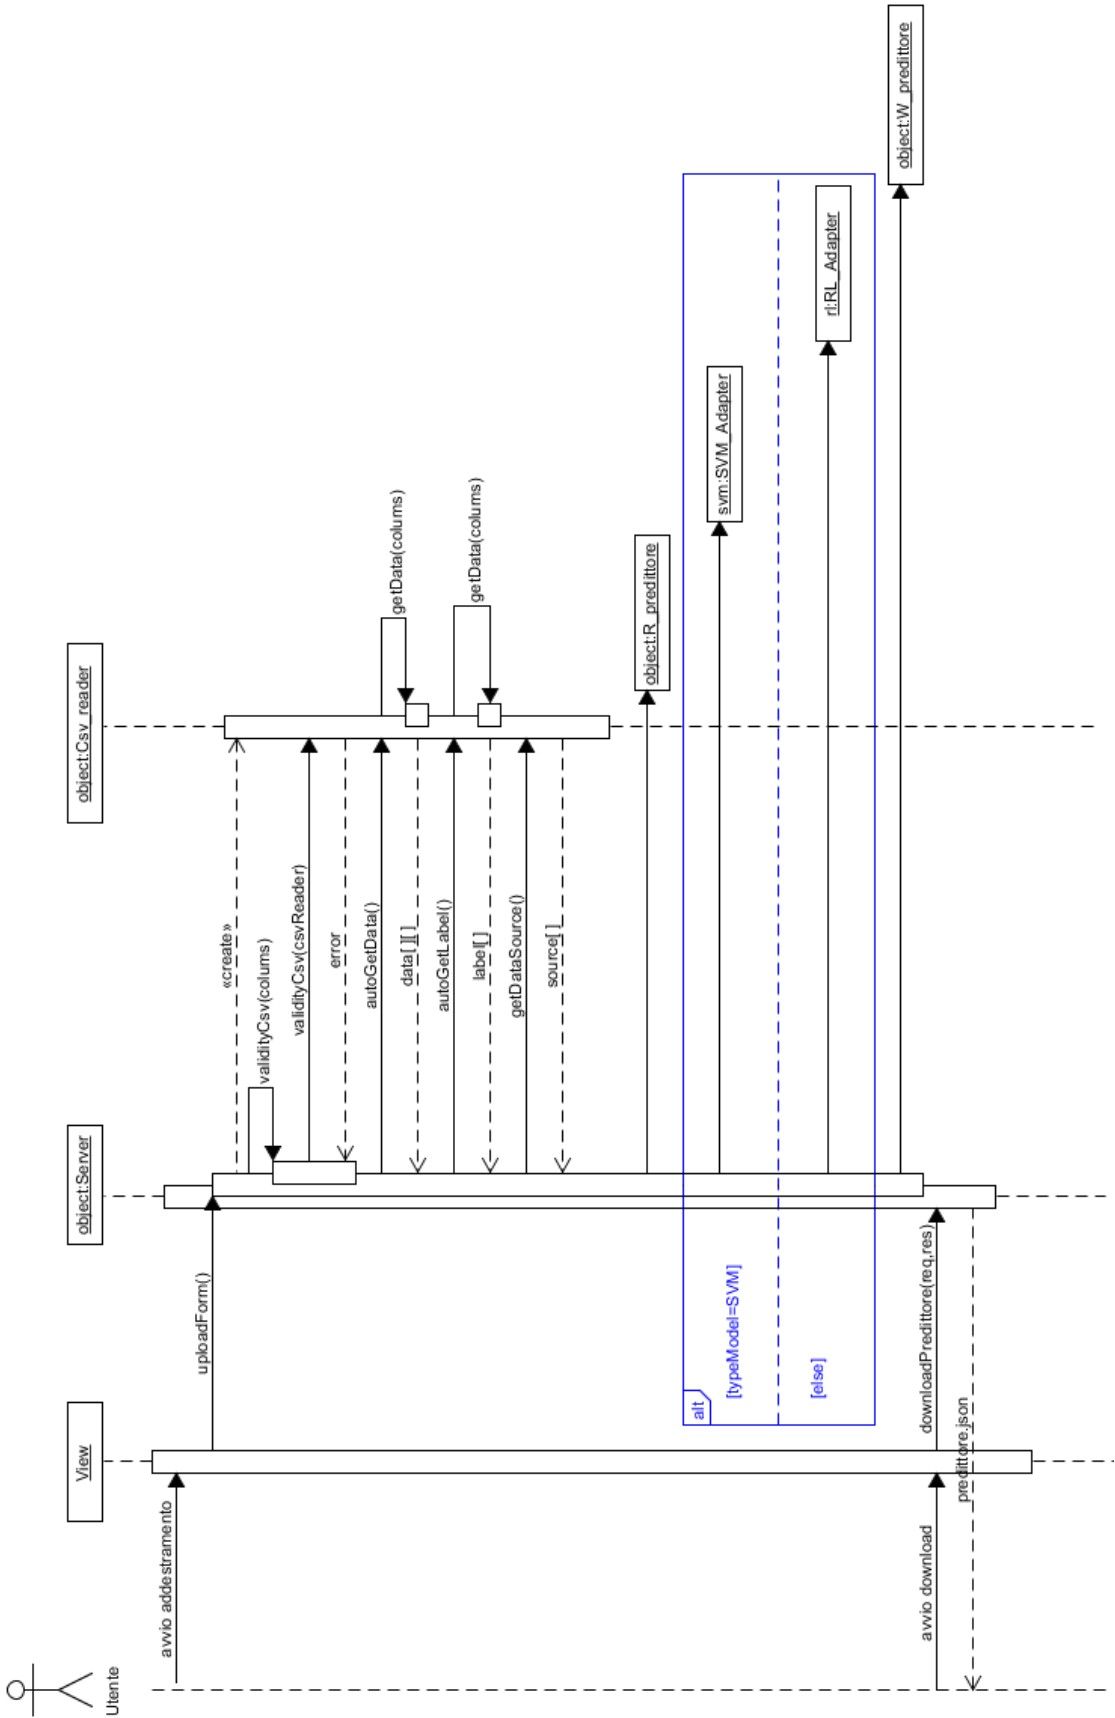 Utente
View
object:Server
object:Csv_reader
avvio addestramento
uploadForm()
«create»
validityCsv(colums)
validityCsv(csvReader)
error
autoGetData()
getData(colums)
data[ ][ ]
autoGetLabel()
getData(colums)
label[ ]
getDataSource()
source[ ]
object:R_predittore
alt
[typeModel=SVM]
svm:SVM_Adapter
[else]
rl:RL_Adapter
object:W_predittore
avvio download
downloadPredittore(req,res)
predittore.json